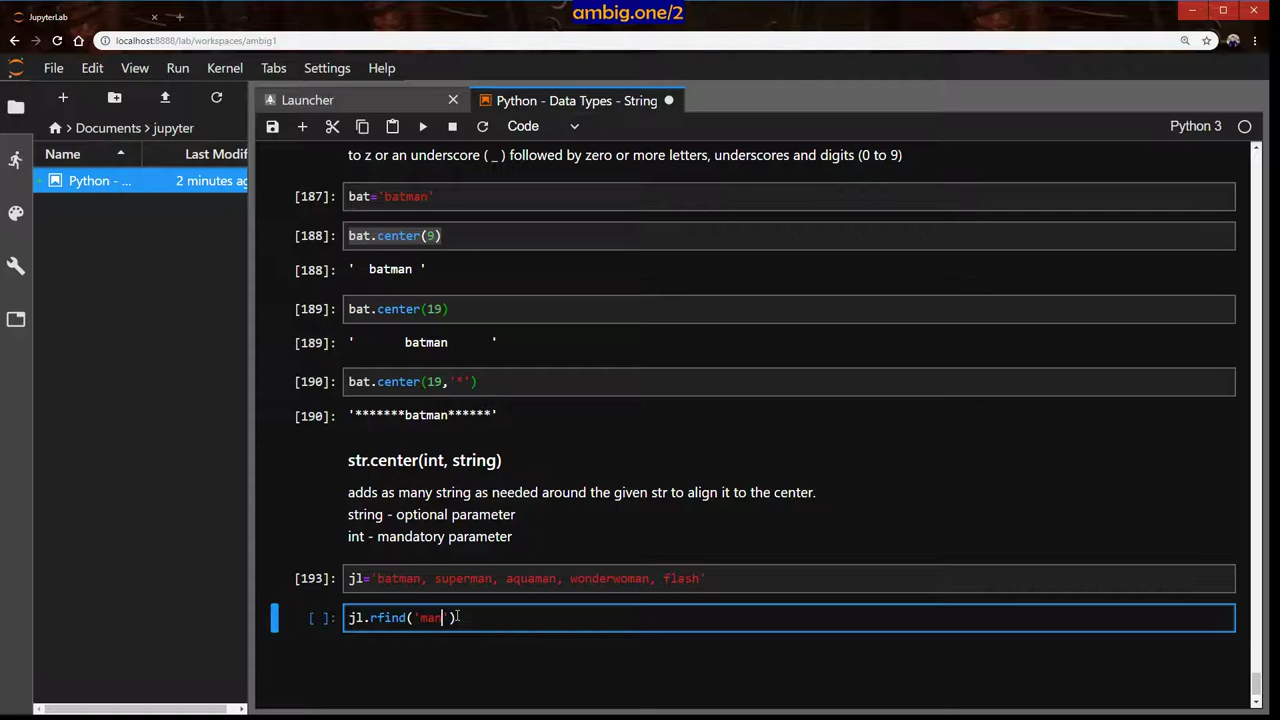 ambig.one/2
JupyterLab
localhost:8888/lab/workspaces/ambig1
File Edit View Run Kernel Tabs Settings Help
Launcher
Python - Data Types - String
Documents > jupyter
Code
Python 3
Name Last Modif
Python - ... 2 minutes ag
to z or an underscore ( _ ) followed by zero or more letters, underscores and digits (0 to 9)
[187]: bat='batman'
[188]: bat.center(9)
[188]: '  batman '
[189]: bat.center(19)
[189]: '       batman      '
[190]: bat.center(19,'*')
[190]: '*******batman******'
str.center(int, string)
adds as many string as needed around the given str to align it to the center.
string - optional parameter
int - mandatory parameter
[193]: jl='batman, superman, aquaman, wonderwoman, flash'
[ ]: jl.rfind('man')